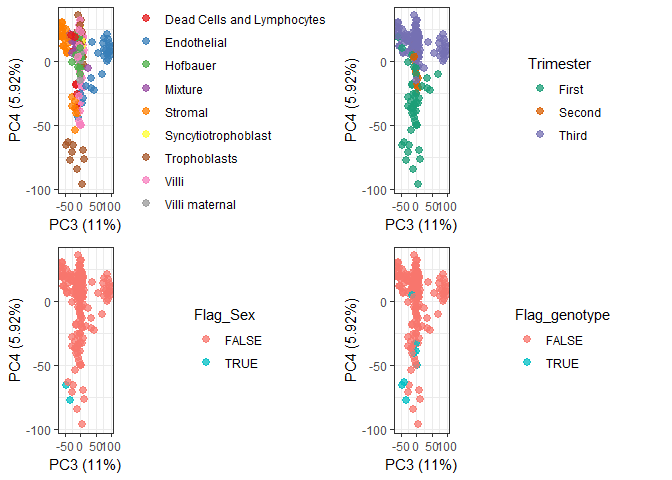 PC4 (5.92%)
0
-50
-100
-50 0 50 100
PC3 (11%)
Dead Cells and Lymphocytes
Endothelial
Hofbauer
Mixture
Stromal
Syncytiotrophoblast
Trophoblasts
Villi
Villi maternal
PC4 (5.92%)
0
-50
-100
-50 0 50 100
PC3 (11%)
Trimester
First
Second
Third
PC4 (5.92%)
0
-50
-100
-50 0 50 100
PC3 (11%)
Flag_Sex
FALSE
TRUE
PC4 (5.92%)
0
-50
-100
-50 0 50 100
PC3 (11%)
Flag_genotype
FALSE
TRUE